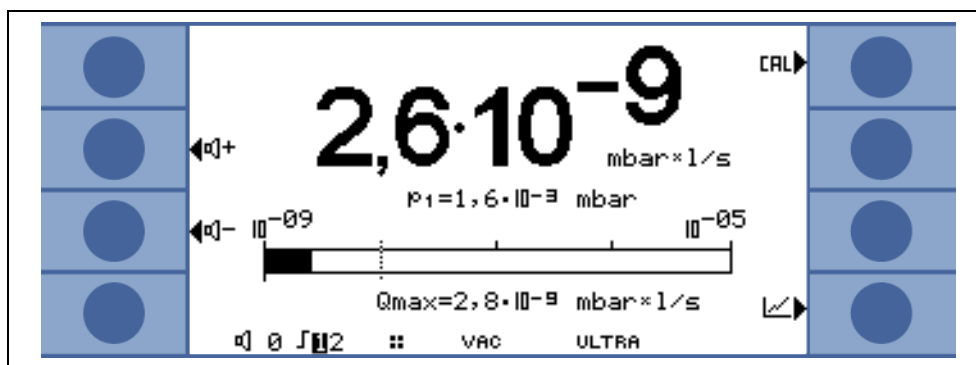 CAL
2,6·10⁻⁹
+
mbar×l/s
p1=1,6·10⁻³ mbar
-
10⁻⁰⁹ 10⁻⁰⁵
Qmax=2,8·10⁻⁹ mbar×l/s
0 12 VAC ULTRA